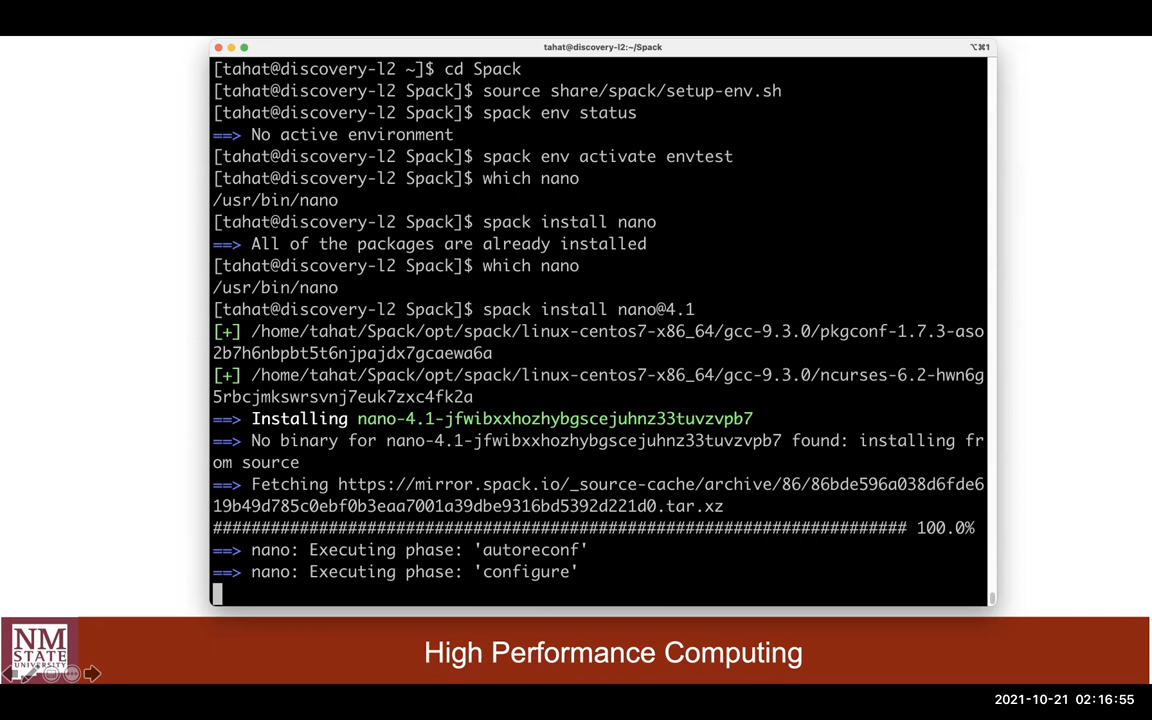 tahat@discovery-l2:~/Spack
⌥⌘1
[tahat@discovery-l2 ~]$ cd Spack
[tahat@discovery-l2 Spack]$ source share/spack/setup-env.sh
[tahat@discovery-l2 Spack]$ spack env status
==> No active environment
[tahat@discovery-l2 Spack]$ spack env activate envtest
[tahat@discovery-l2 Spack]$ which nano
/usr/bin/nano
[tahat@discovery-l2 Spack]$ spack install nano
==> All of the packages are already installed
[tahat@discovery-l2 Spack]$ which nano
/usr/bin/nano
[tahat@discovery-l2 Spack]$ spack install nano@4.1
[+] /home/tahat/Spack/opt/spack/linux-centos7-x86_64/gcc-9.3.0/pkgconf-1.7.3-aso
2b7h6nbpbt5t6njpajdx7gcaewa6a
[+] /home/tahat/Spack/opt/spack/linux-centos7-x86_64/gcc-9.3.0/ncurses-6.2-hwn6g
5rbcjmkswrsvnj7euk7zxc4fk2a
==> Installing nano-4.1-jfwibxxhozhybgscejuhnz33tuvzvpb7
==> No binary for nano-4.1-jfwibxxhozhybgscejuhnz33tuvzvpb7 found: installing fr
om source
==> Fetching https://mirror.spack.io/_source-cache/archive/86/86bde596a038d6fde6
19b49d785c0ebf0b3eaa7001a39dbe9316bd5392d221d0.tar.xz
######################################################################## 100.0%
==> nano: Executing phase: 'autoreconf'
==> nano: Executing phase: 'configure'
NM
STATE
UNIVERSITY
High Performance Computing
2021-10-21 02:16:55